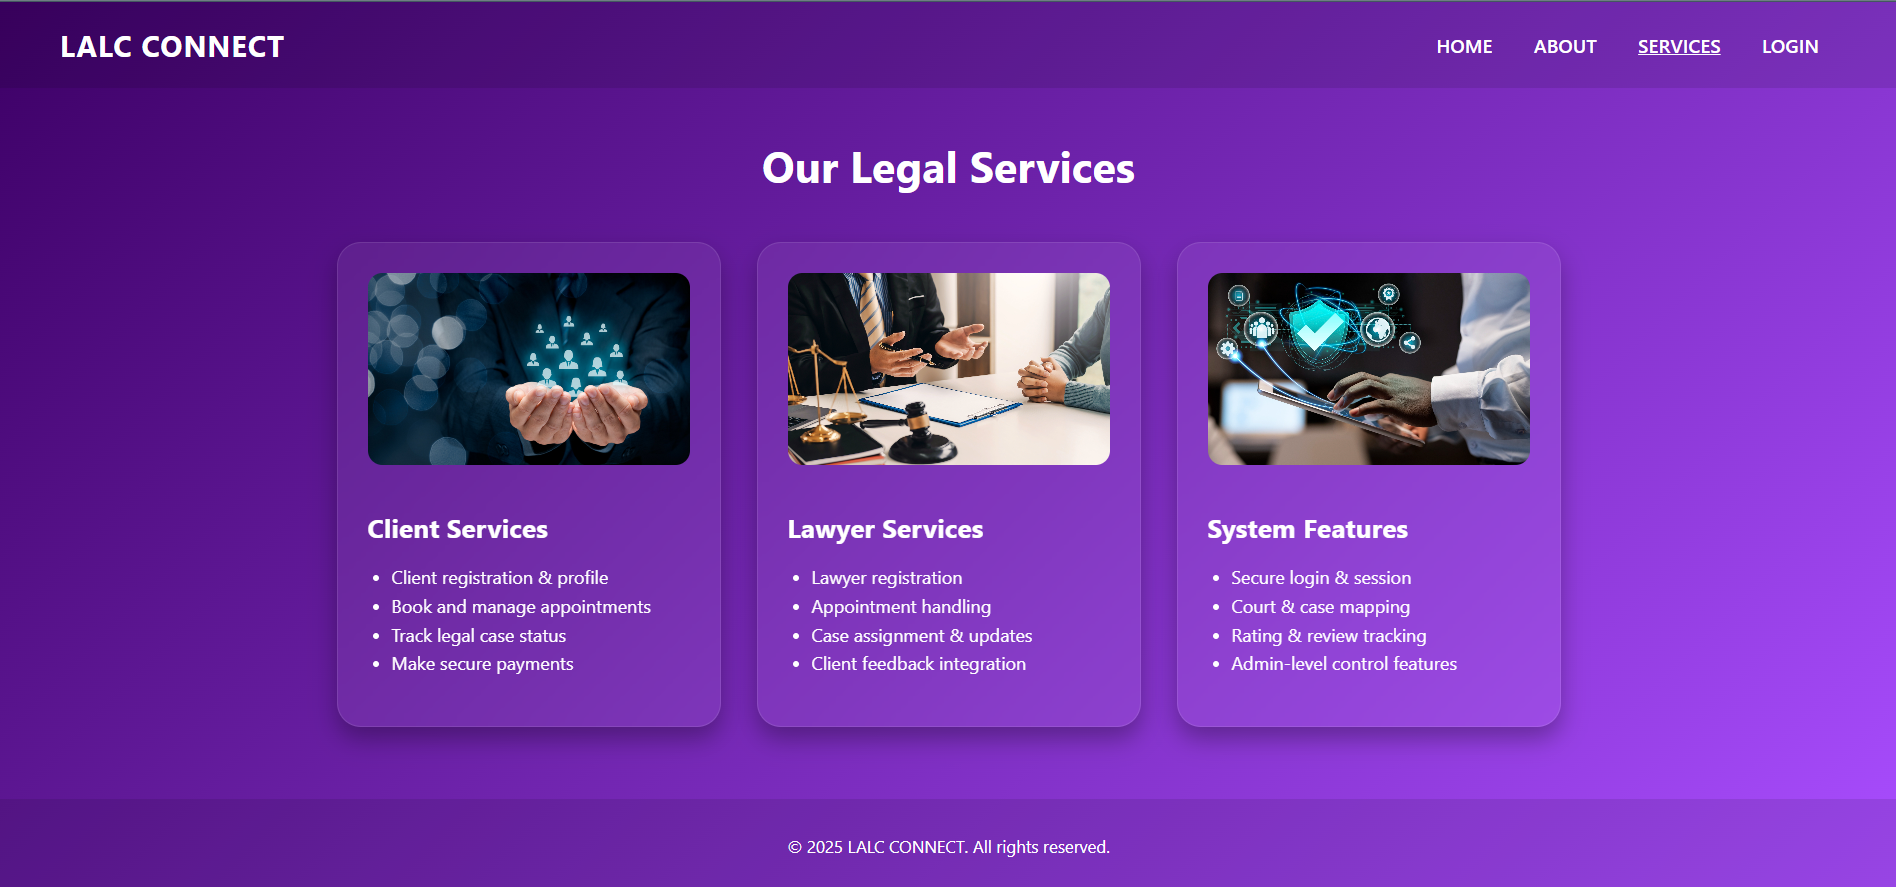 LALC CONNECT
HOME ABOUT SERVICES LOGIN
Our Legal Services
Client Services
• Client registration & profile
• Book and manage appointments
• Track legal case status
• Make secure payments
Lawyer Services
• Lawyer registration
• Appointment handling
• Case assignment & updates
• Client feedback integration
System Features
• Secure login & session
• Court & case mapping
• Rating & review tracking
• Admin-level control features
© 2025 LALC CONNECT. All rights reserved.